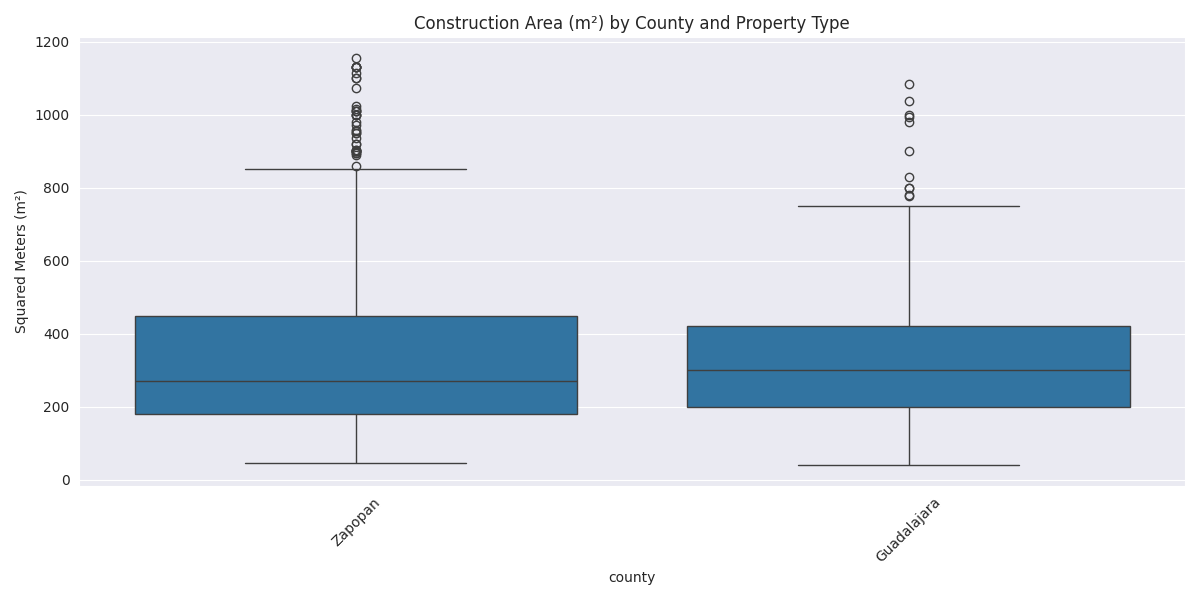 Construction Area (m²) by County and Property Type
1200
1000
800
600
400
200
0
Squared Meters (m²)
Zapopan
Guadalajara
county